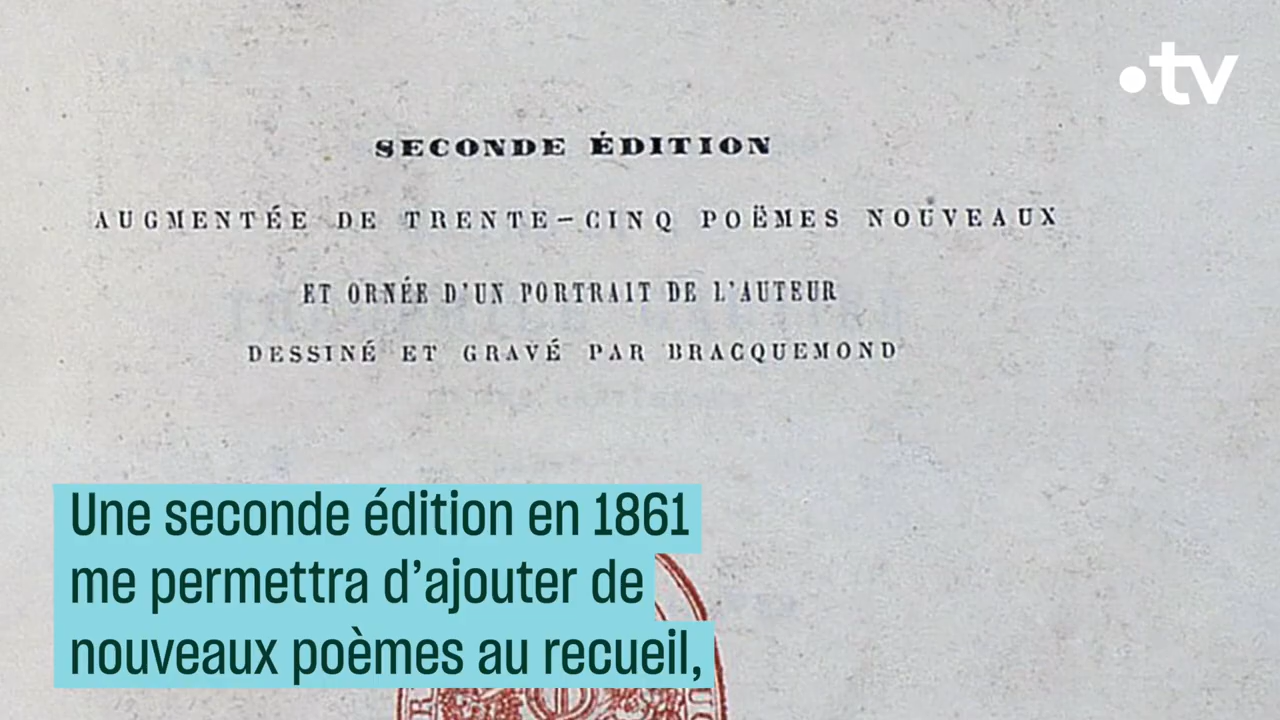 .tv
SECONDE ÉDITION
AUGMENTÉE DE TRENTE-CINQ POËMES NOUVEAUX
ET ORNÉE D'UN PORTRAIT DE L'AUTEUR
DESSINÉ ET GRAVÉ PAR BRACQUEMOND
Une seconde édition en 1861
me permettra d’ajouter de
nouveaux poèmes au recueil,